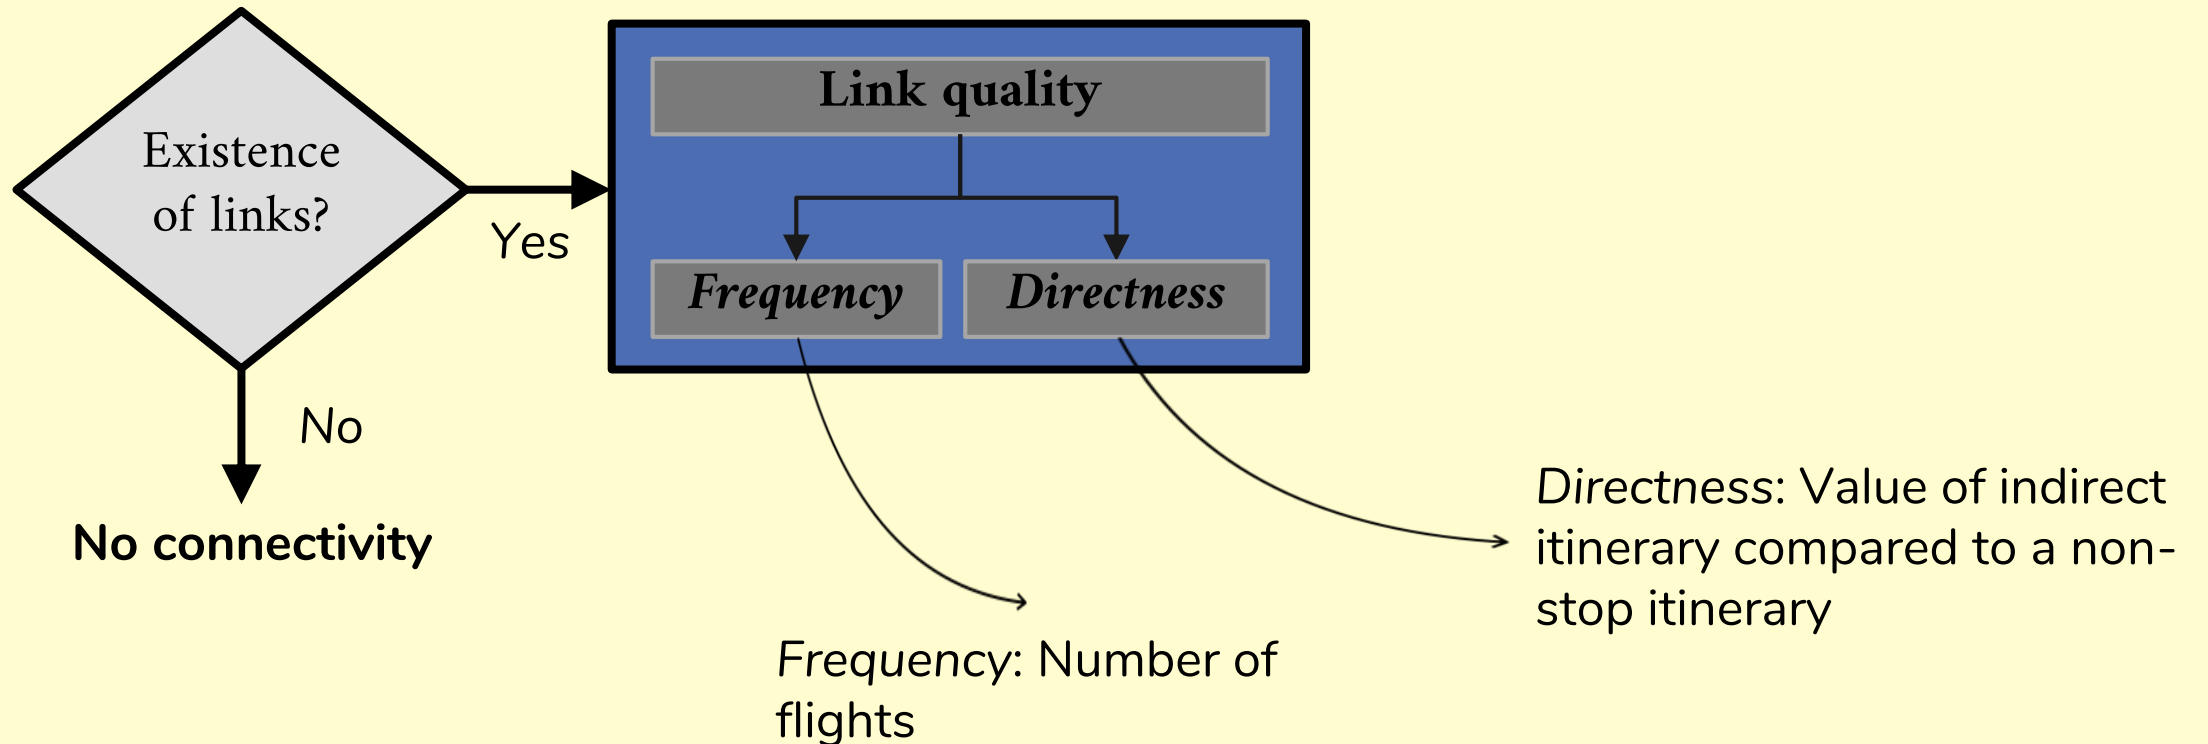 Existence
of links?
Yes
No
No connectivity
Link quality
Frequency
Directness
Frequency: Number of
flights
Directness: Value of indirect
itinerary compared to a non-
stop itinerary